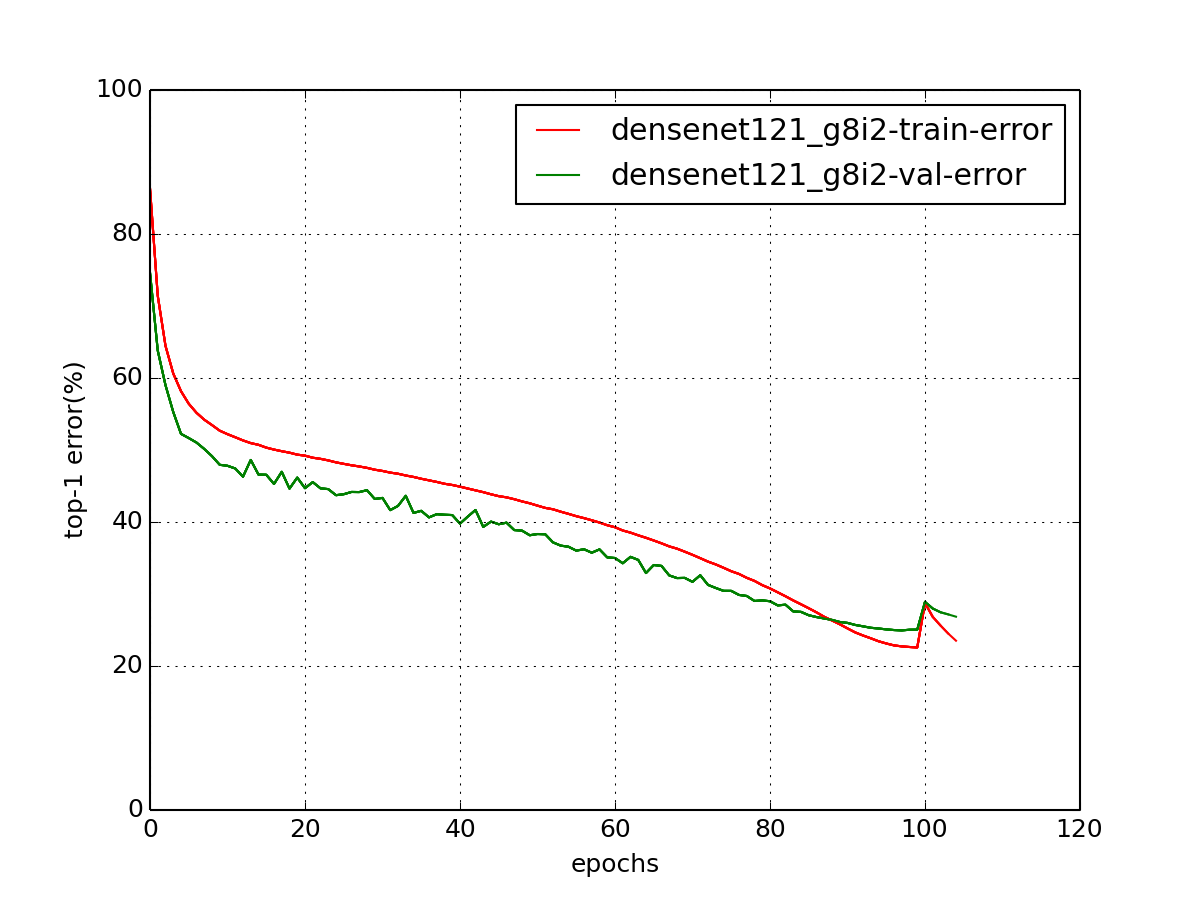 densenet121_g8i2-train-error
densenet121_g8i2-val-error
top-1 error(%)
100
80
60
40
20
0
0 20 40 60 80 100 120
epochs